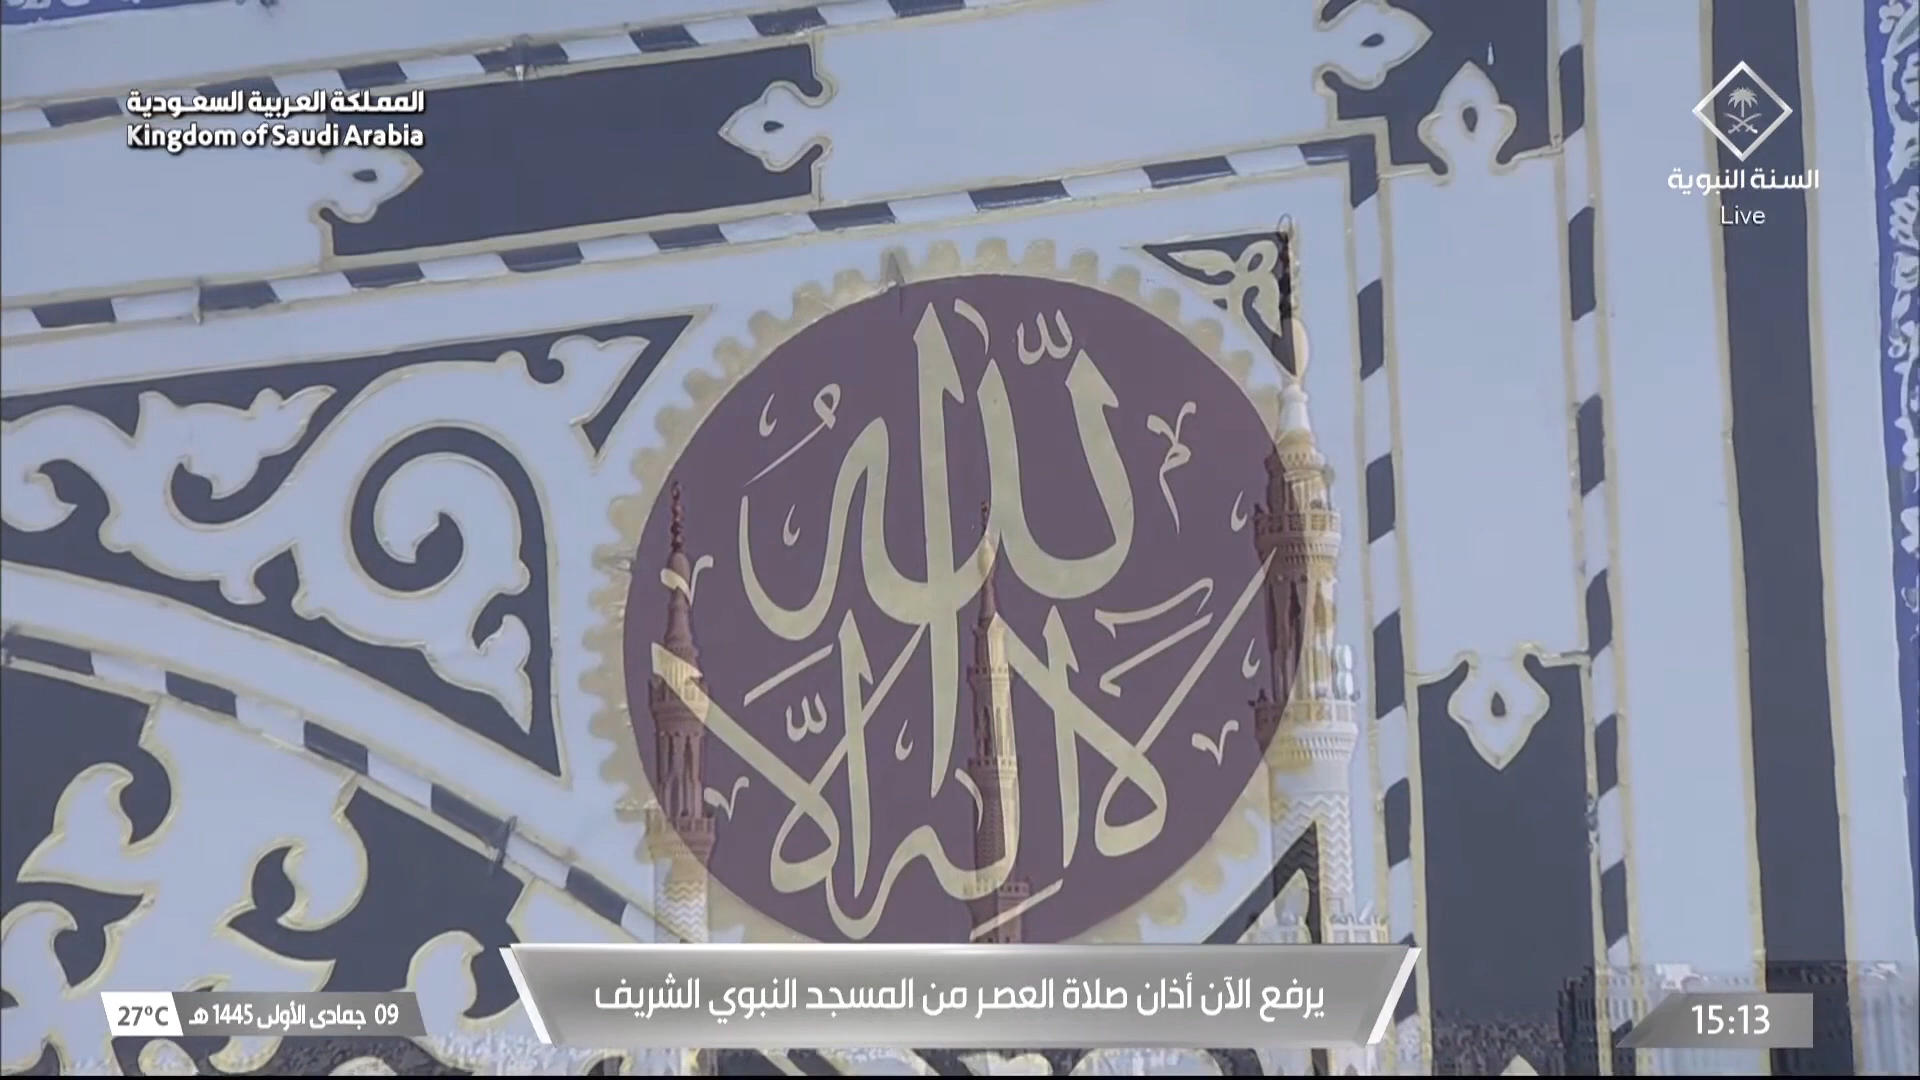 المملكة العربية السعودية
Kingdom of Saudi Arabia
السنة النبوية
Live
لا إله إلا الله
يرفع الآن أذان صلاة العصر من المسجد النبوي الشريف
27°C
09 جمادى الأولى 1445 هـ
15:13